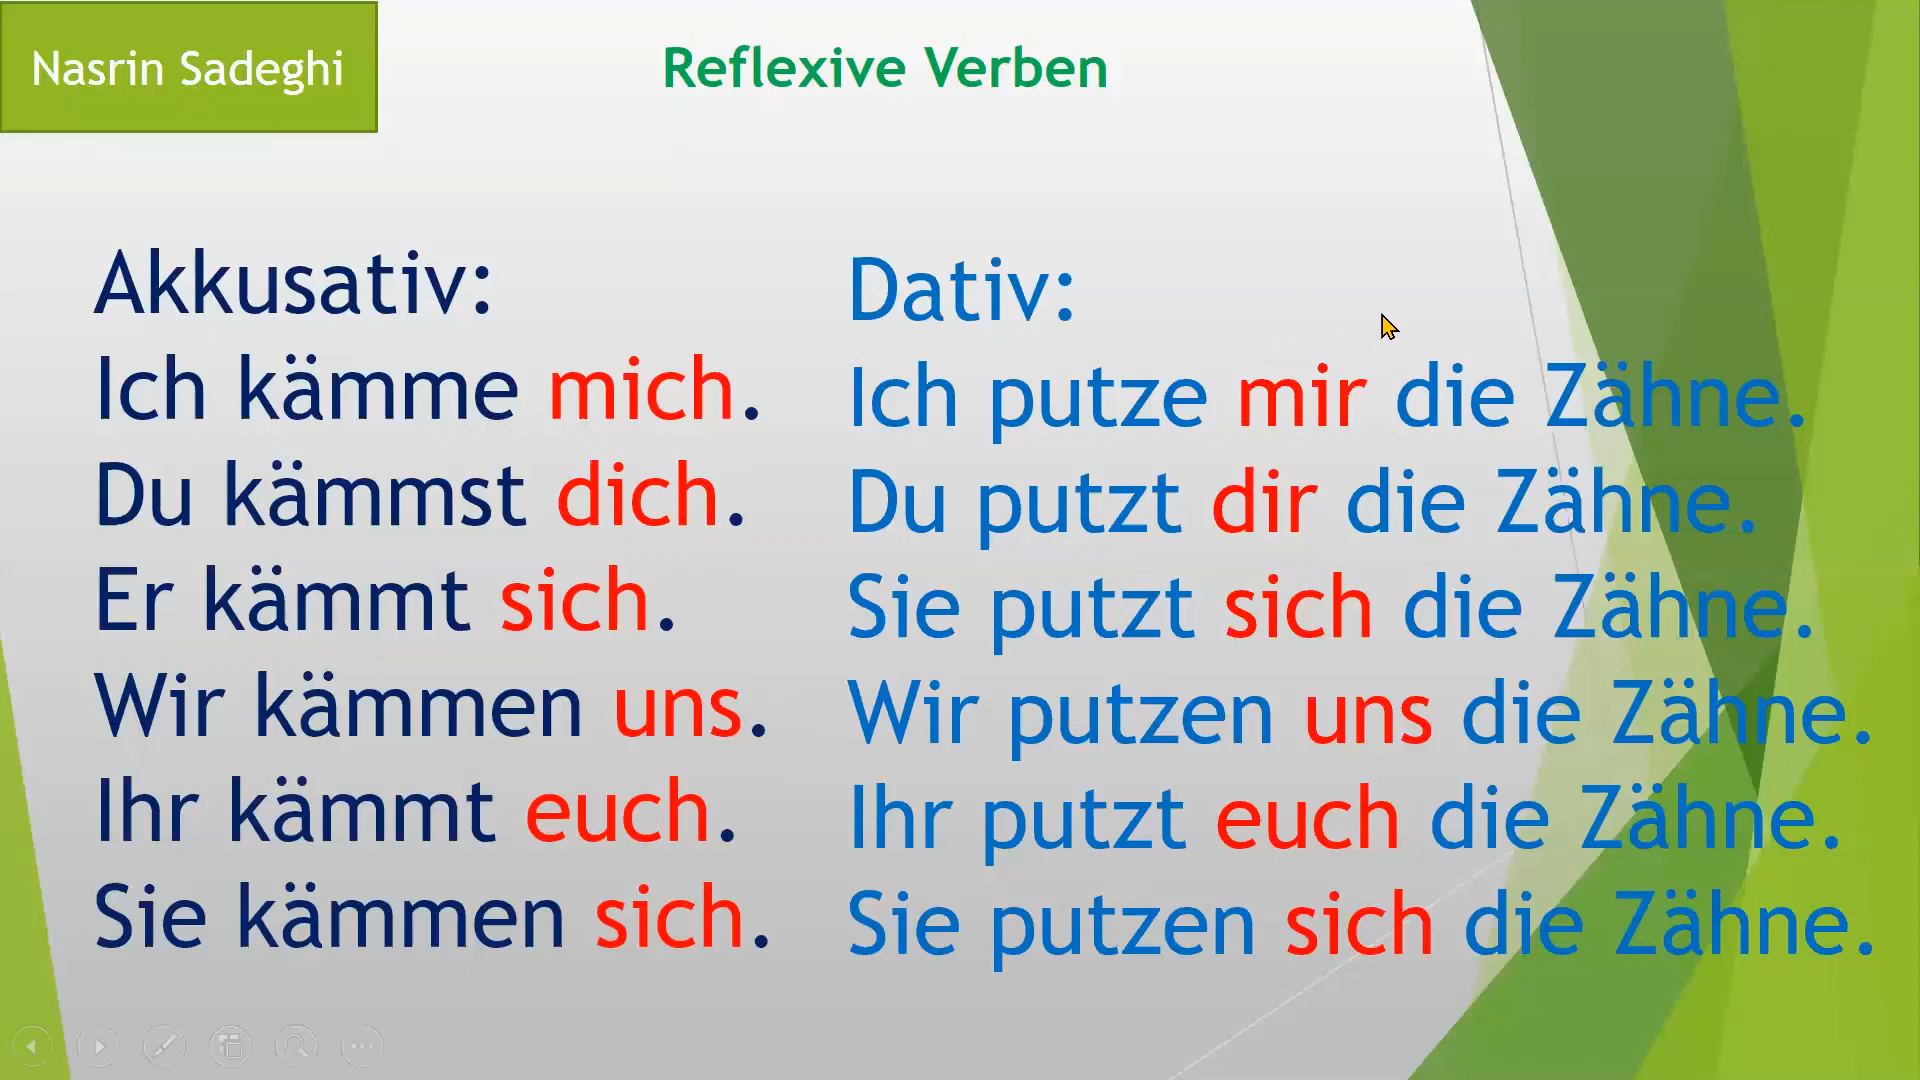 Nasrin Sadeghi
Reflexive Verben
Akkusativ:
Ich kämme mich.
Du kämmst dich.
Er kämmt sich.
Wir kämmen uns.
Ihr kämmt euch.
Sie kämmen sich.
Dativ:
Ich putze mir die Zähne.
Du putzt dir die Zähne.
Sie putzt sich die Zähne.
Wir putzen uns die Zähne.
Ihr putzt euch die Zähne.
Sie putzen sich die Zähne.